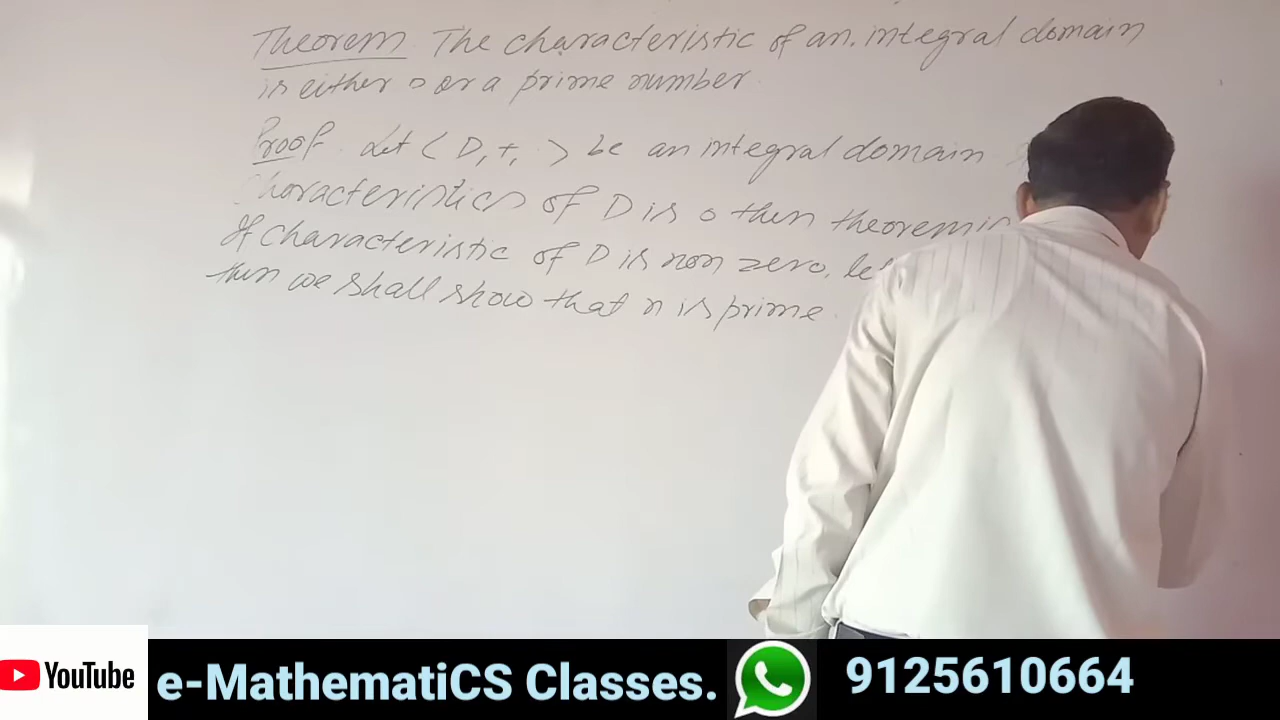 Theorem The characteristic of an integral domain
is either 0 or a prime number
Proof Let < D, +, . > be an integral domain
Characteristics of D is 0 then theorem is
If characteristic of D is non zero, let
then we shall show that n is prime.
YouTube
e-MathematiCS Classes.
9125610664